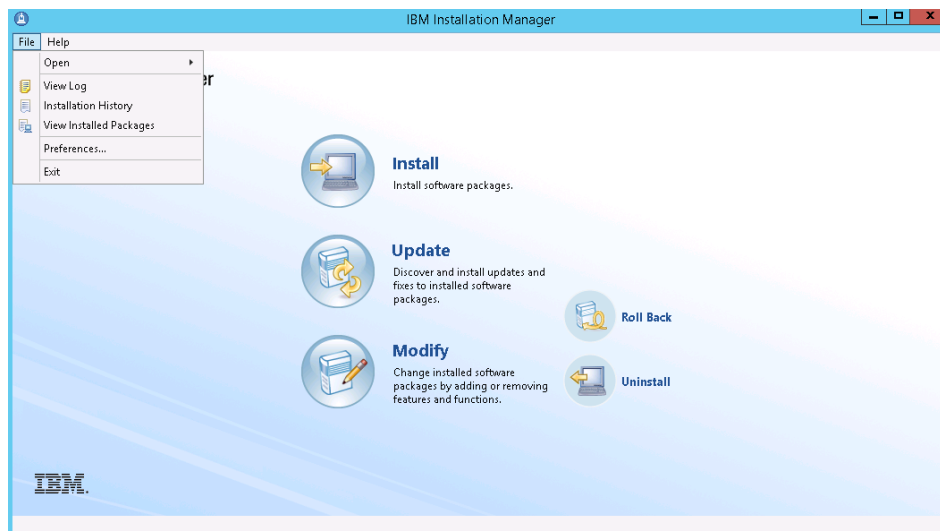 IBM Installation Manager
File Help
Open
er
View Log
Installation History
View Installed Packages
Preferences...
Exit
Install
Install software packages.
Update
Discover and install updates and
fixes to installed software
packages.
Roll Back
Modify
Change installed software
packages by adding or removing
features and functions.
Uninstall
IBM.